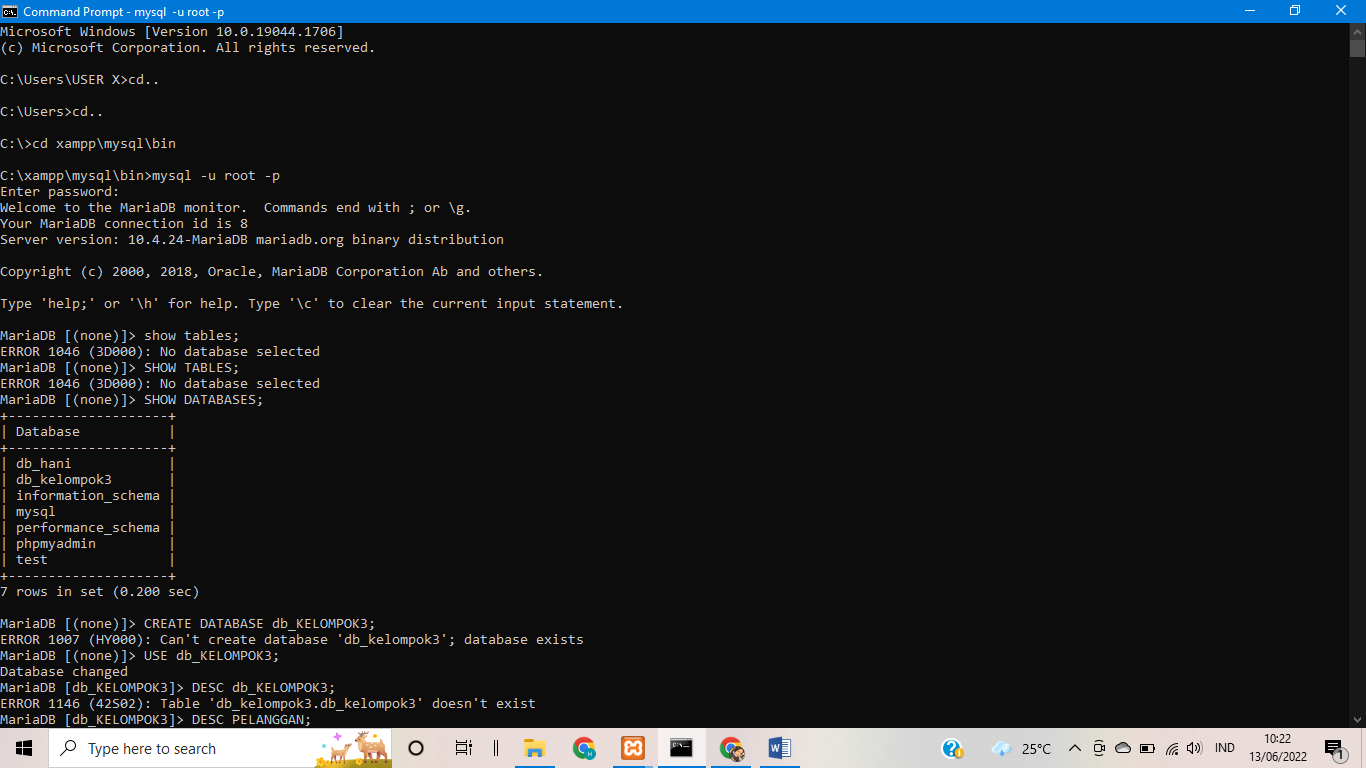 Command Prompt - mysql  -u root -p
Microsoft Windows [Version 10.0.19044.1706]
(c) Microsoft Corporation. All rights reserved.
C:\Users\USER X>cd..
C:\Users>cd..
C:\>cd xampp\mysql\bin
C:\xampp\mysql\bin>mysql -u root -p
Enter password:
Welcome to the MariaDB monitor.  Commands end with ; or \g.
Your MariaDB connection id is 8
Server version: 10.4.24-MariaDB mariadb.org binary distribution
Copyright (c) 2000, 2018, Oracle, MariaDB Corporation Ab and others.
Type 'help;' or '\h' for help. Type '\c' to clear the current input statement.
MariaDB [(none)]> show tables;
ERROR 1046 (3D000): No database selected
MariaDB [(none)]> SHOW TABLES;
ERROR 1046 (3D000): No database selected
MariaDB [(none)]> SHOW DATABASES;
+--------------------+
| Database           |
+--------------------+
| db_hani            |
| db_kelompok3       |
| information_schema |
| mysql              |
| performance_schema |
| phpmyadmin         |
| test               |
+--------------------+
7 rows in set (0.200 sec)
MariaDB [(none)]> CREATE DATABASE db_KELOMPOK3;
ERROR 1007 (HY000): Can't create database 'db_kelompok3'; database exists
MariaDB [(none)]> USE db_KELOMPOK3;
Database changed
MariaDB [db_KELOMPOK3]> DESC db_KELOMPOK3;
ERROR 1146 (42S02): Table 'db_kelompok3.db_kelompok3' doesn't exist
MariaDB [db_KELOMPOK3]> DESC PELANGGAN;
Type here to search
25°C
IND
10:22
13/06/2022
1